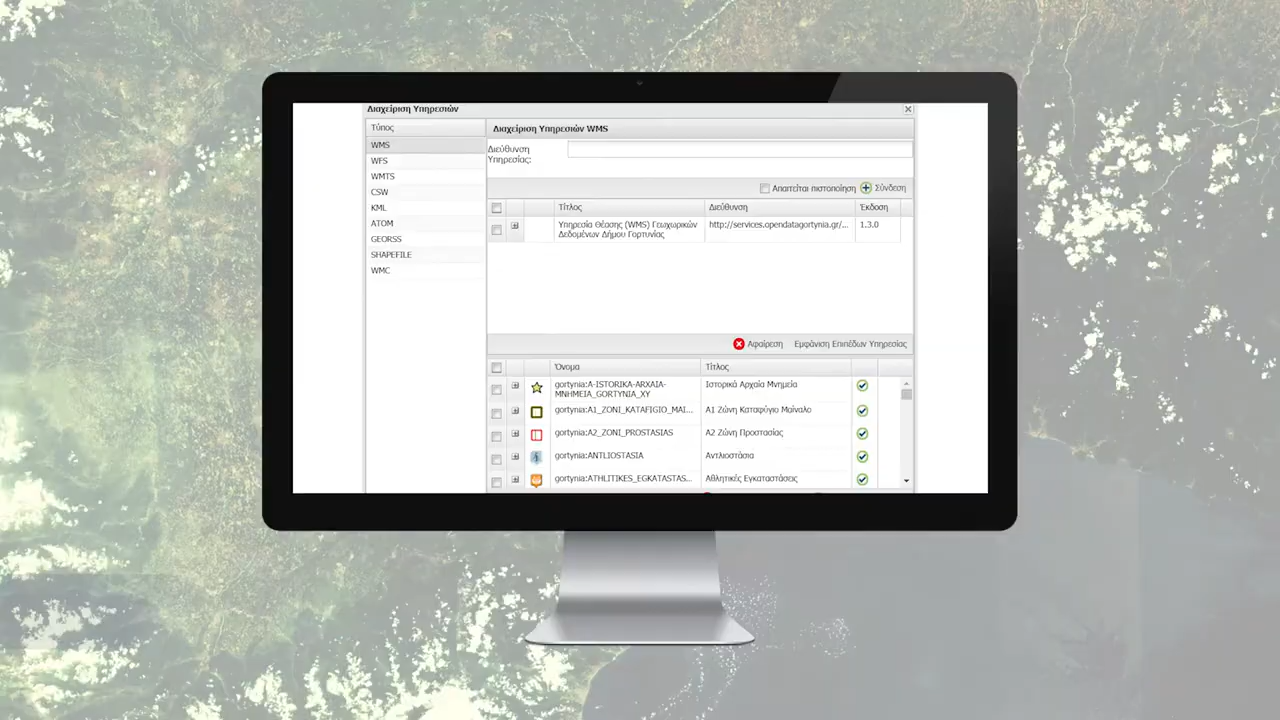 Διαχείριση Υπηρεσιών
Τύπος
WMS
WFS
WMTS
CSW
KML
ATOM
GEORSS
SHAPEFILE
WMC
Διαχείριση Υπηρεσιών WMS
Διεύθυνση
Υπηρεσίας:
Απαιτείται πιστοποίηση Σύνδεση
Τίτλος Διεύθυνση Έκδοση
Υπηρεσία Θέασης (WMS) Γεωχωρικών
Δεδομένων Δήμου Γορτυνίας
http://services.opendatagortynia.gr/...
1.3.0
Αφαίρεση Εμφάνιση Επιπέδων Υπηρεσίας
Όνομα Τίτλος
gortynia:A-ISTORIKA-ARXAIA-
MNHMEIA_GORTYNIA_XY
Ιστορικά Αρχαία Μνημεία
gortynia:A1_ZONI_KATAFIGIO_MAI... Α1 Ζώνη Καταφύγιο Μαίναλο
gortynia:A2_ZONI_PROSTASIAS Α2 Ζώνη Προστασίας
gortynia:ANTLIOSTASIA Αντλιοστάσια
gortynia:ATHLITIKES_EGKATASTAS... Αθλητικές Εγκαταστάσεις